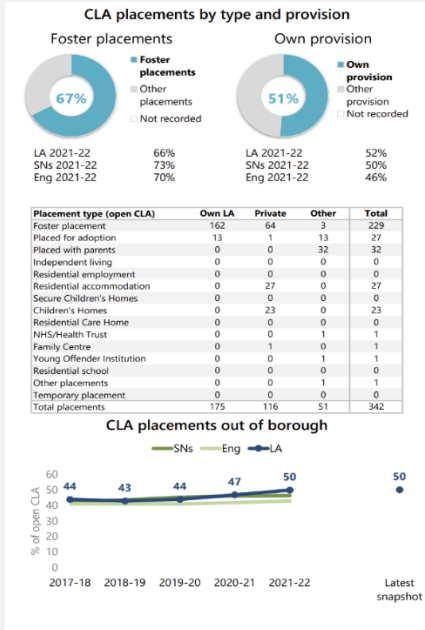 CLA placements by type and provision
Foster placements
Own provision
67%
Foster placements
Other placements
Not recorded
51%
Own provision
Other provision
Not recorded
LA 2021-22 66%
SNs 2021-22 73%
Eng 2021-22 70%
LA 2021-22 52%
SNs 2021-22 50%
Eng 2021-22 46%
Placement type (open CLA) Own LA Private Other Total
Foster placement 162 64 3 229
Placed for adoption 13 1 13 27
Placed with parents 0 0 32 32
Independent living 0 0 0 0
Residential employment 0 0 0 0
Residential accommodation 0 27 0 27
Secure Children's Homes 0 0 0 0
Children's Homes 0 23 0 23
Residential Care Home 0 0 0 0
NHS/Health Trust 0 0 1 1
Family Centre 0 1 0 1
Young Offender Institution 0 0 1 1
Residential school 0 0 0 0
Other placements 0 0 1 1
Temporary placement 0 0 0 0
Total placements 175 116 51 342
CLA placements out of borough
SNs Eng LA
% of open CLA
60
50
40
30
20
10
0
44 43 44 47 50 50
2017-18 2018-19 2019-20 2020-21 2021-22 Latest snapshot